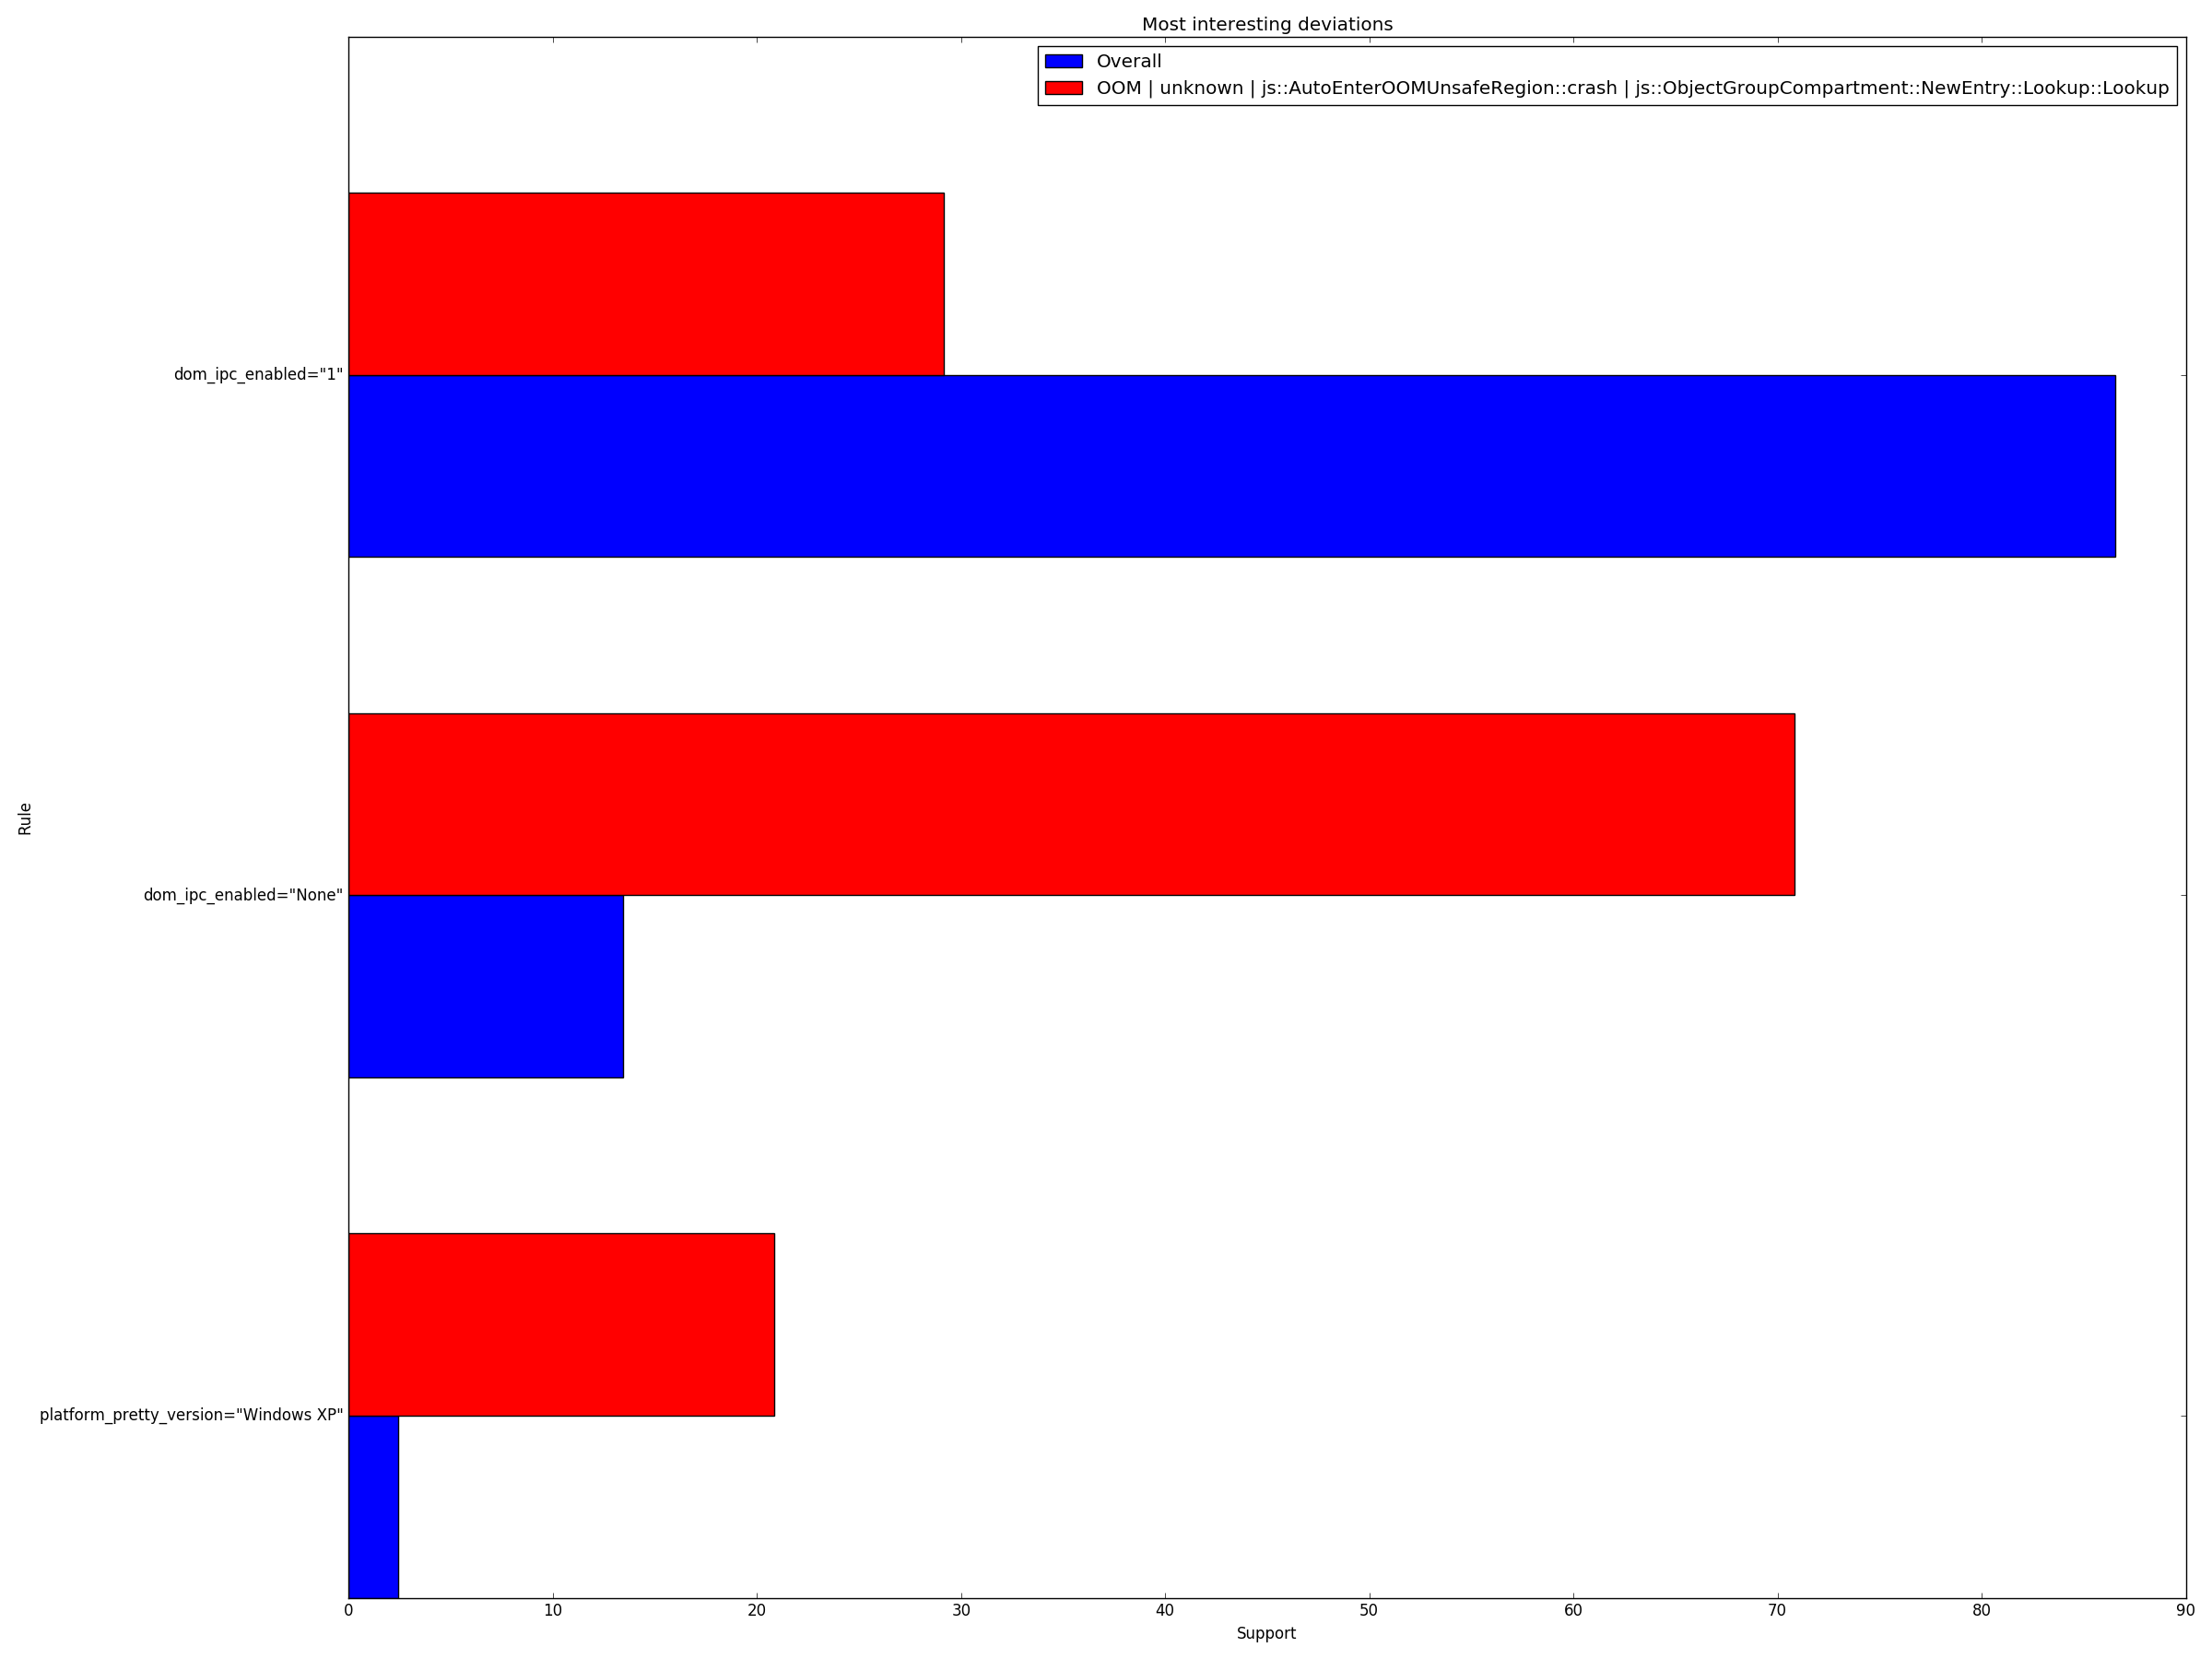 Most interesting deviations
Overall
OOM | unknown | js::AutoEnterOOMUnsafeRegion::crash | js::ObjectGroupCompartment::NewEntry::Lookup::Lookup
dom_ipc_enabled="1"
Rule
dom_ipc_enabled="None"
platform_pretty_version="Windows XP"
0 10 20 30 40 50 60 70 80 90
Support